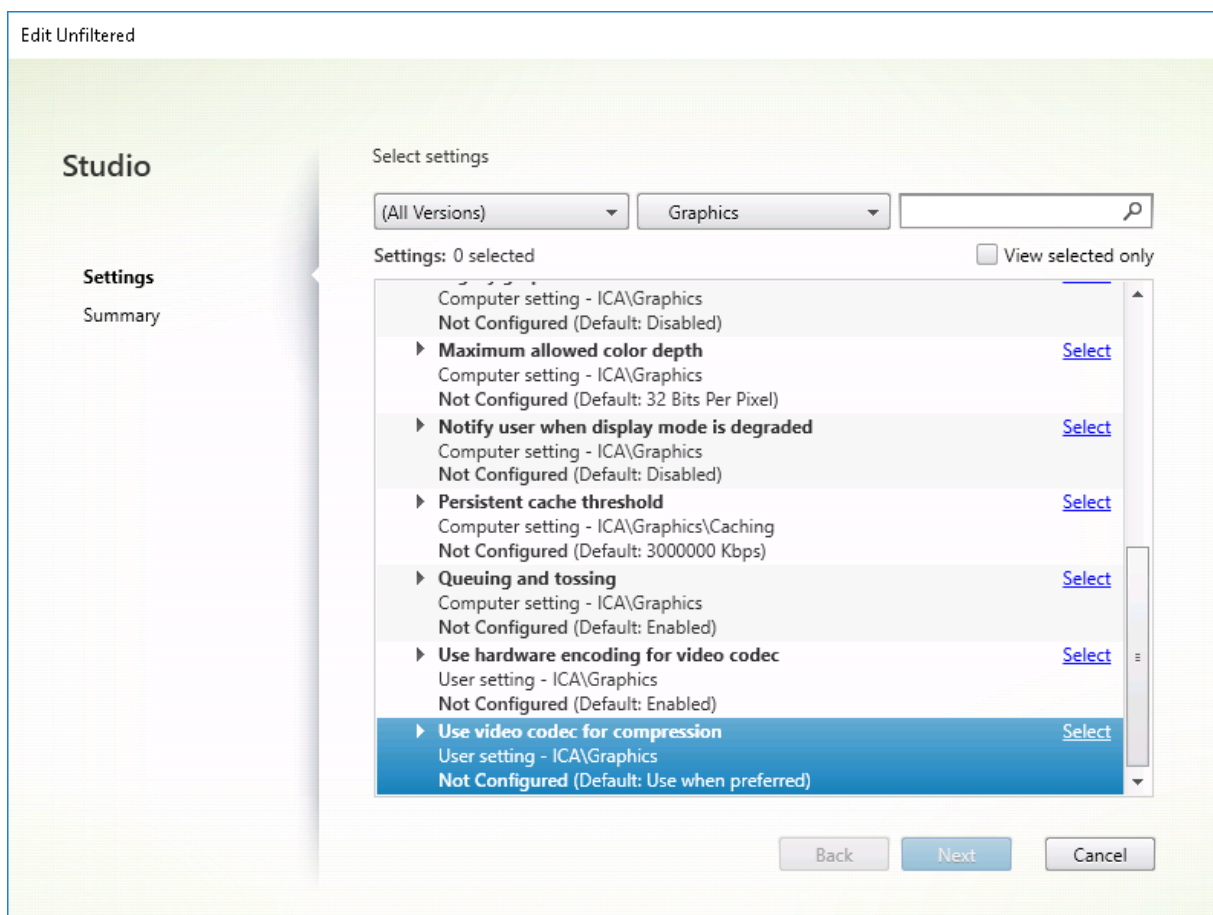 Edit Unfiltered
Studio
Settings
Summary
Select settings
(All Versions)
Graphics
Settings: 0 selected
View selected only
Computer setting - ICA\Graphics
Not Configured (Default: Disabled)
Maximum allowed color depth Select
Computer setting - ICA\Graphics
Not Configured (Default: 32 Bits Per Pixel)
Notify user when display mode is degraded Select
Computer setting - ICA\Graphics
Not Configured (Default: Disabled)
Persistent cache threshold Select
Computer setting - ICA\Graphics\Caching
Not Configured (Default: 3000000 Kbps)
Queuing and tossing Select
Computer setting - ICA\Graphics
Not Configured (Default: Enabled)
Use hardware encoding for video codec Select
User setting - ICA\Graphics
Not Configured (Default: Enabled)
Use video codec for compression Select
User setting - ICA\Graphics
Not Configured (Default: Use when preferred)
Back Next Cancel